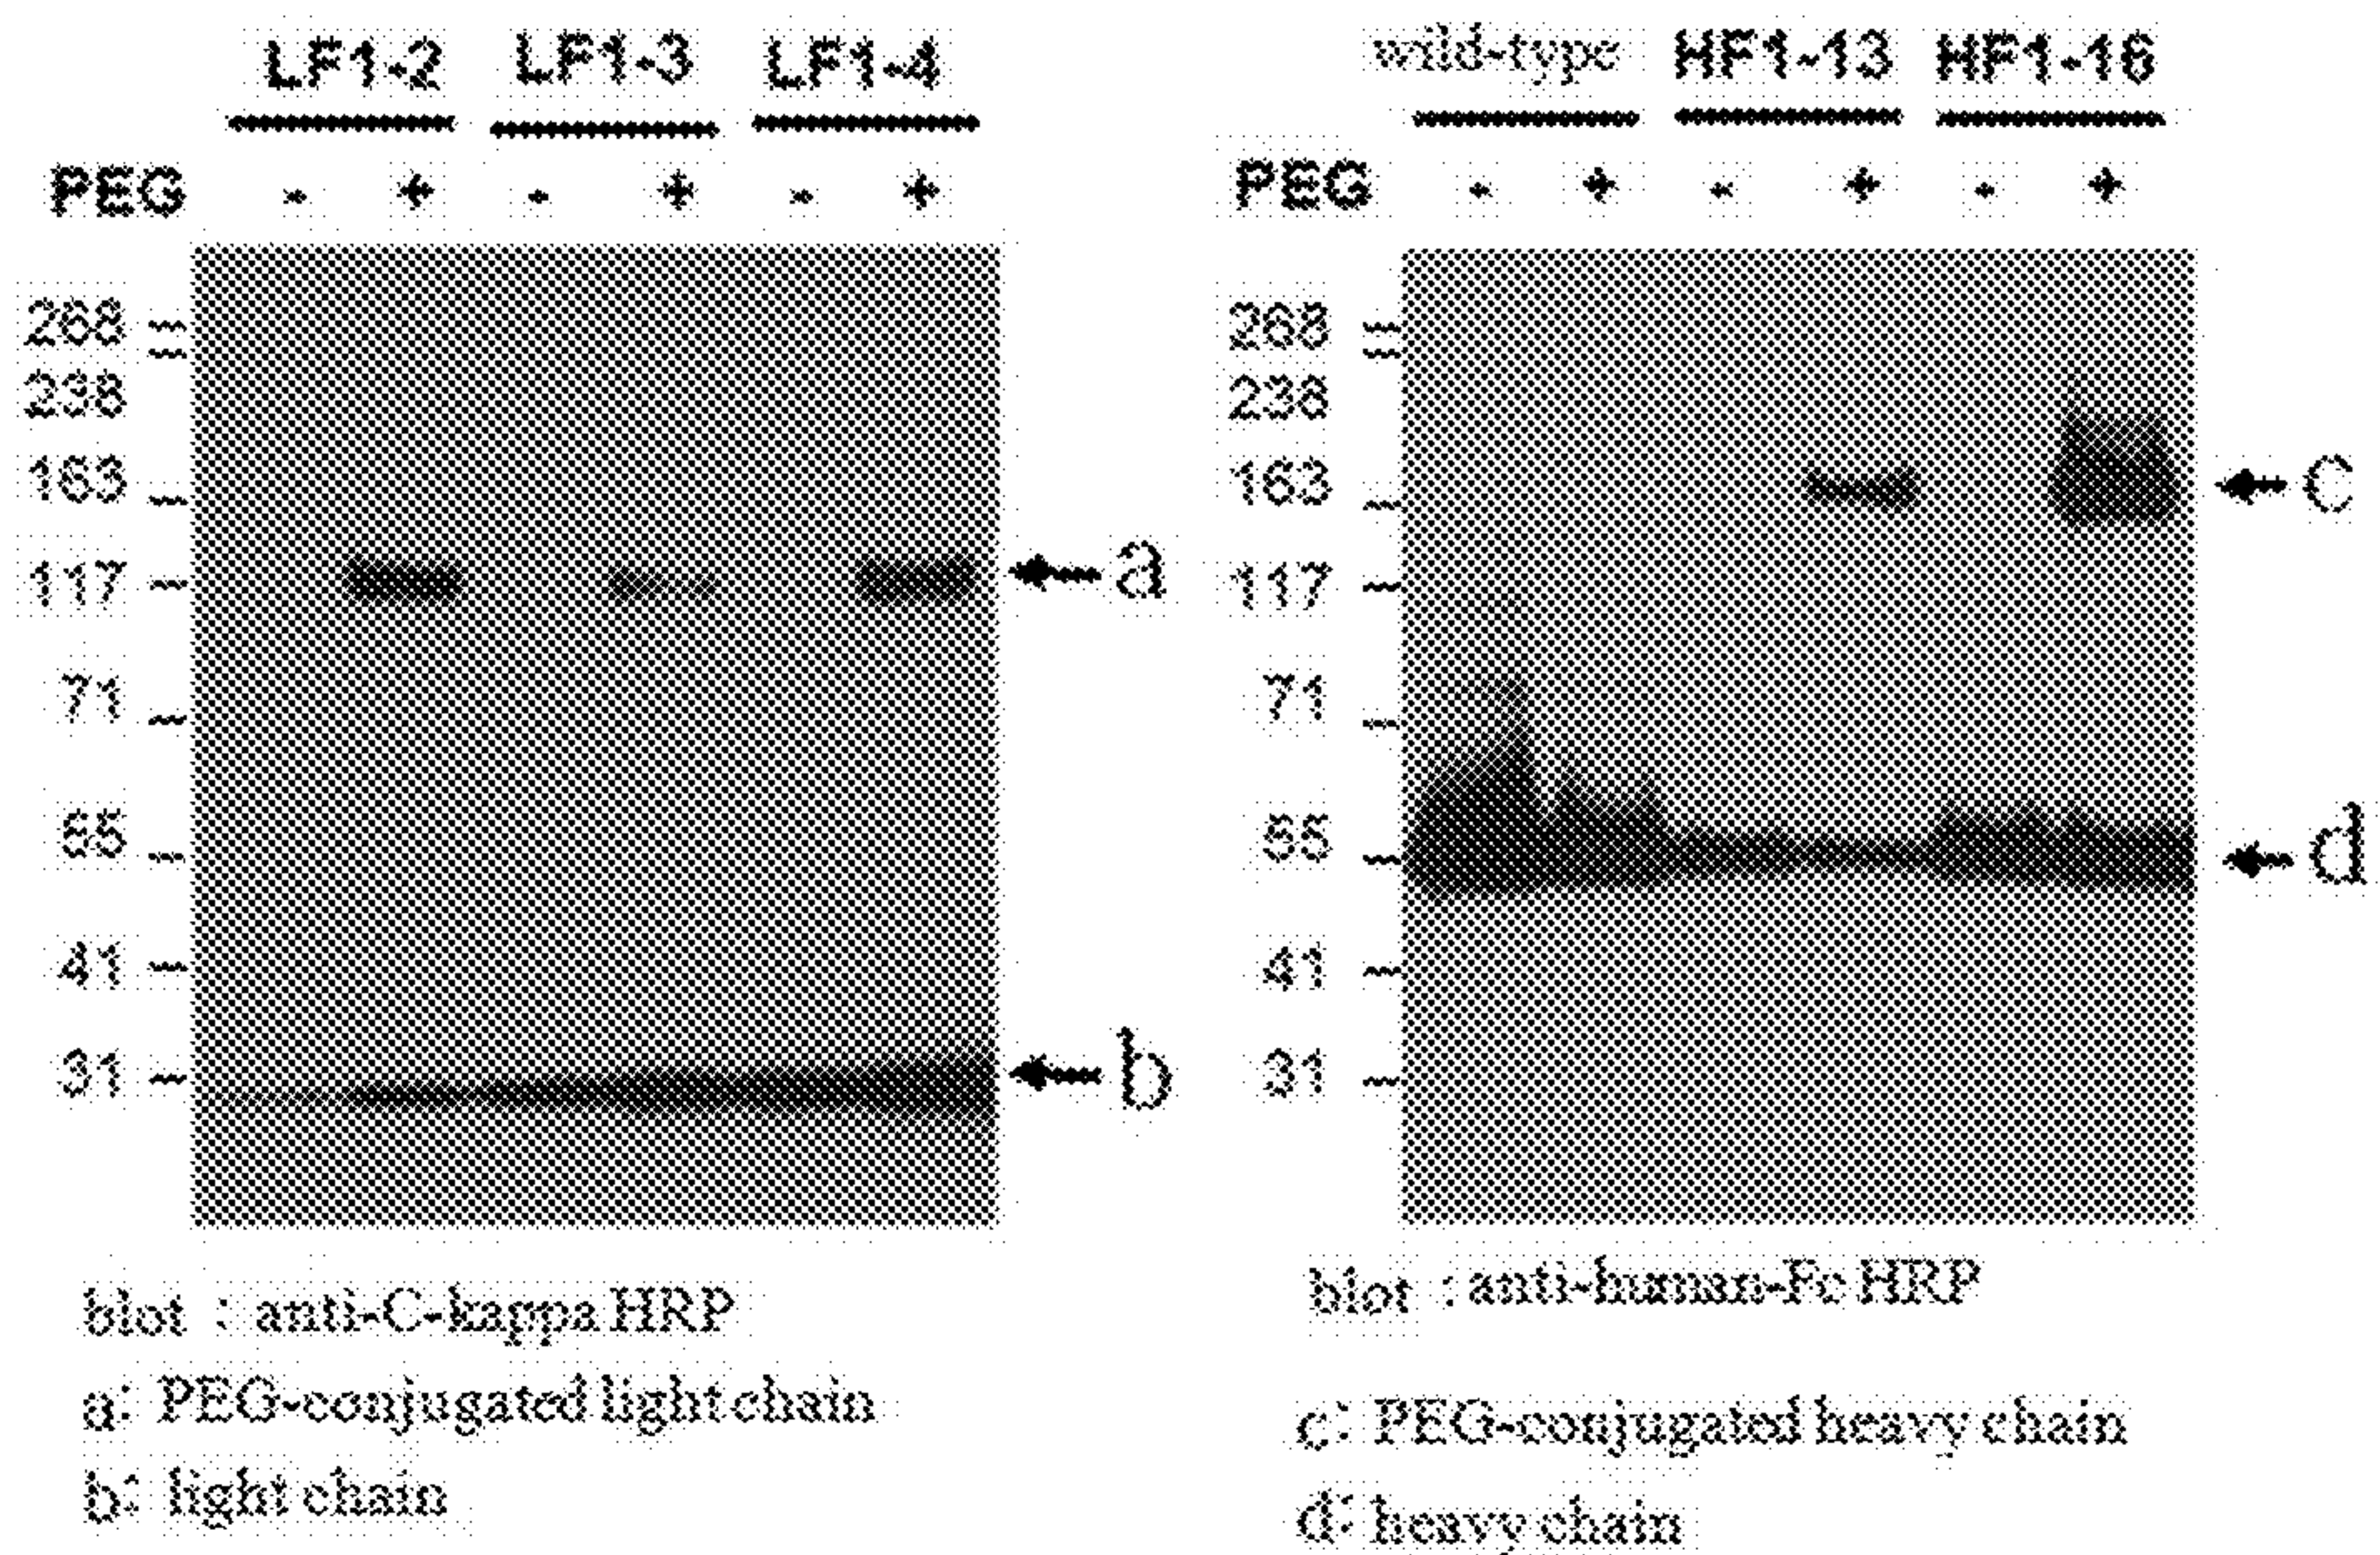 LF1-2 LF1-3 LF1-4
PEG - + - + - +
268
238
163
117
71
55
41
31
a
b
blot : anti-C-kappa HRP
a: PEG-conjugated light chain
b: light chain
wild-type HF1-13 HF1-16
PEG - + - + - +
268
238
163
117
71
55
41
31
c
d
blot : anti-human-Fc HRP
c: PEG-conjugated heavy chain
d: heavy chain